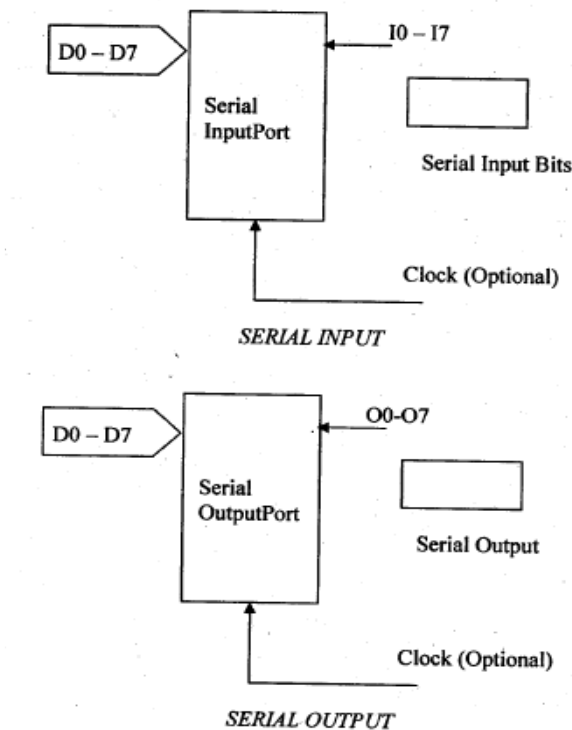 D0 – D7
I0 – I7
Serial
InputPort
Serial Input Bits
Clock (Optional)
SERIAL INPUT
D0 – D7
O0-O7
Serial
OutputPort
Serial Output
Clock (Optional)
SERIAL OUTPUT